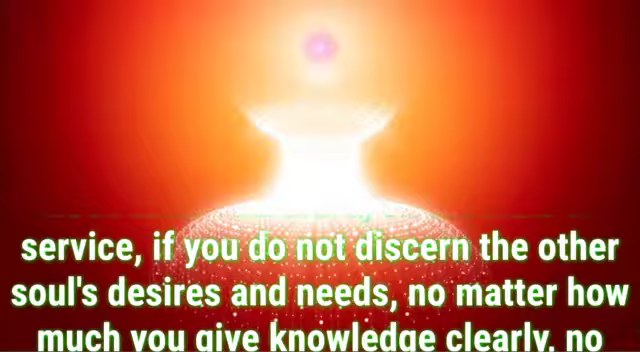 service, if you do not discern the other
soul's desires and needs, no matter how
much you give knowledge clearly, no